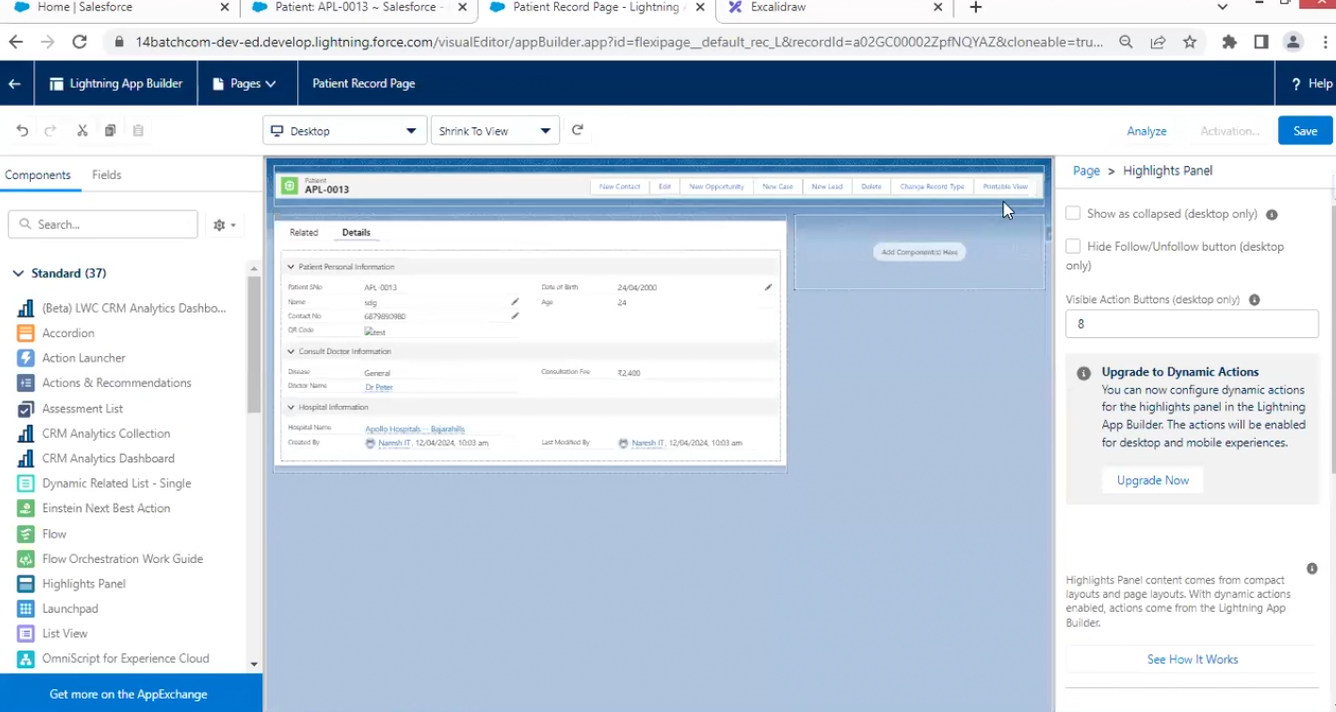 Home | Salesforce
Patient: APL-0013 ~ Salesforce -
Patient Record Page - Lightning
Excalidraw
14batchcom-dev-ed.develop.lightning.force.com/visualEditor/appBuilder.app?id=flexipage__default_rec_L&recordId=a02GC00002ZpfNQYAZ&cloneable=tru...
Lightning App Builder
Pages
Patient Record Page
? Help
Desktop
Shrink To View
Analyze
Activation...
Save
Components
Fields
Search...
Standard (37)
(Beta) LWC CRM Analytics Dashbo...
Accordion
Action Launcher
Actions & Recommendations
Assessment List
CRM Analytics Collection
CRM Analytics Dashboard
Dynamic Related List - Single
Einstein Next Best Action
Flow
Flow Orchestration Work Guide
Highlights Panel
Launchpad
List View
OmniScript for Experience Cloud
Get more on the AppExchange
Patient
APL-0013
New Contact
Edit
New Opportunity
New Case
New Lead
Delete
Change Record Type
Printable View
Related
Details
Patient Personal Information
Patient SNo
APL-0013
Date of Birth
24/04/2000
Name
sdg
Age
24
Contact No
6879890980
QR Code
test
Consult Doctor Information
Disease
General
Consultation Fee
₹2,400
Doctor Name
Dr Peter
Hospital Information
Hospital Name
Apollo Hospitals -- Bajarahills
Created By
Naresh IT, 12/04/2024, 10:03 am
Last Modified By
Naresh IT, 12/04/2024, 10:03 am
Add Component(s) Here
Page > Highlights Panel
Show as collapsed (desktop only)
Hide Follow/Unfollow button (desktop
only)
Visible Action Buttons (desktop only)
8
Upgrade to Dynamic Actions
You can now configure dynamic actions
for the highlights panel in the Lightning
App Builder. The actions will be enabled
for desktop and mobile experiences.
Upgrade Now
Highlights Panel content comes from compact
layouts and page layouts. With dynamic actions
enabled, actions come from the Lightning App
Builder.
See How It Works